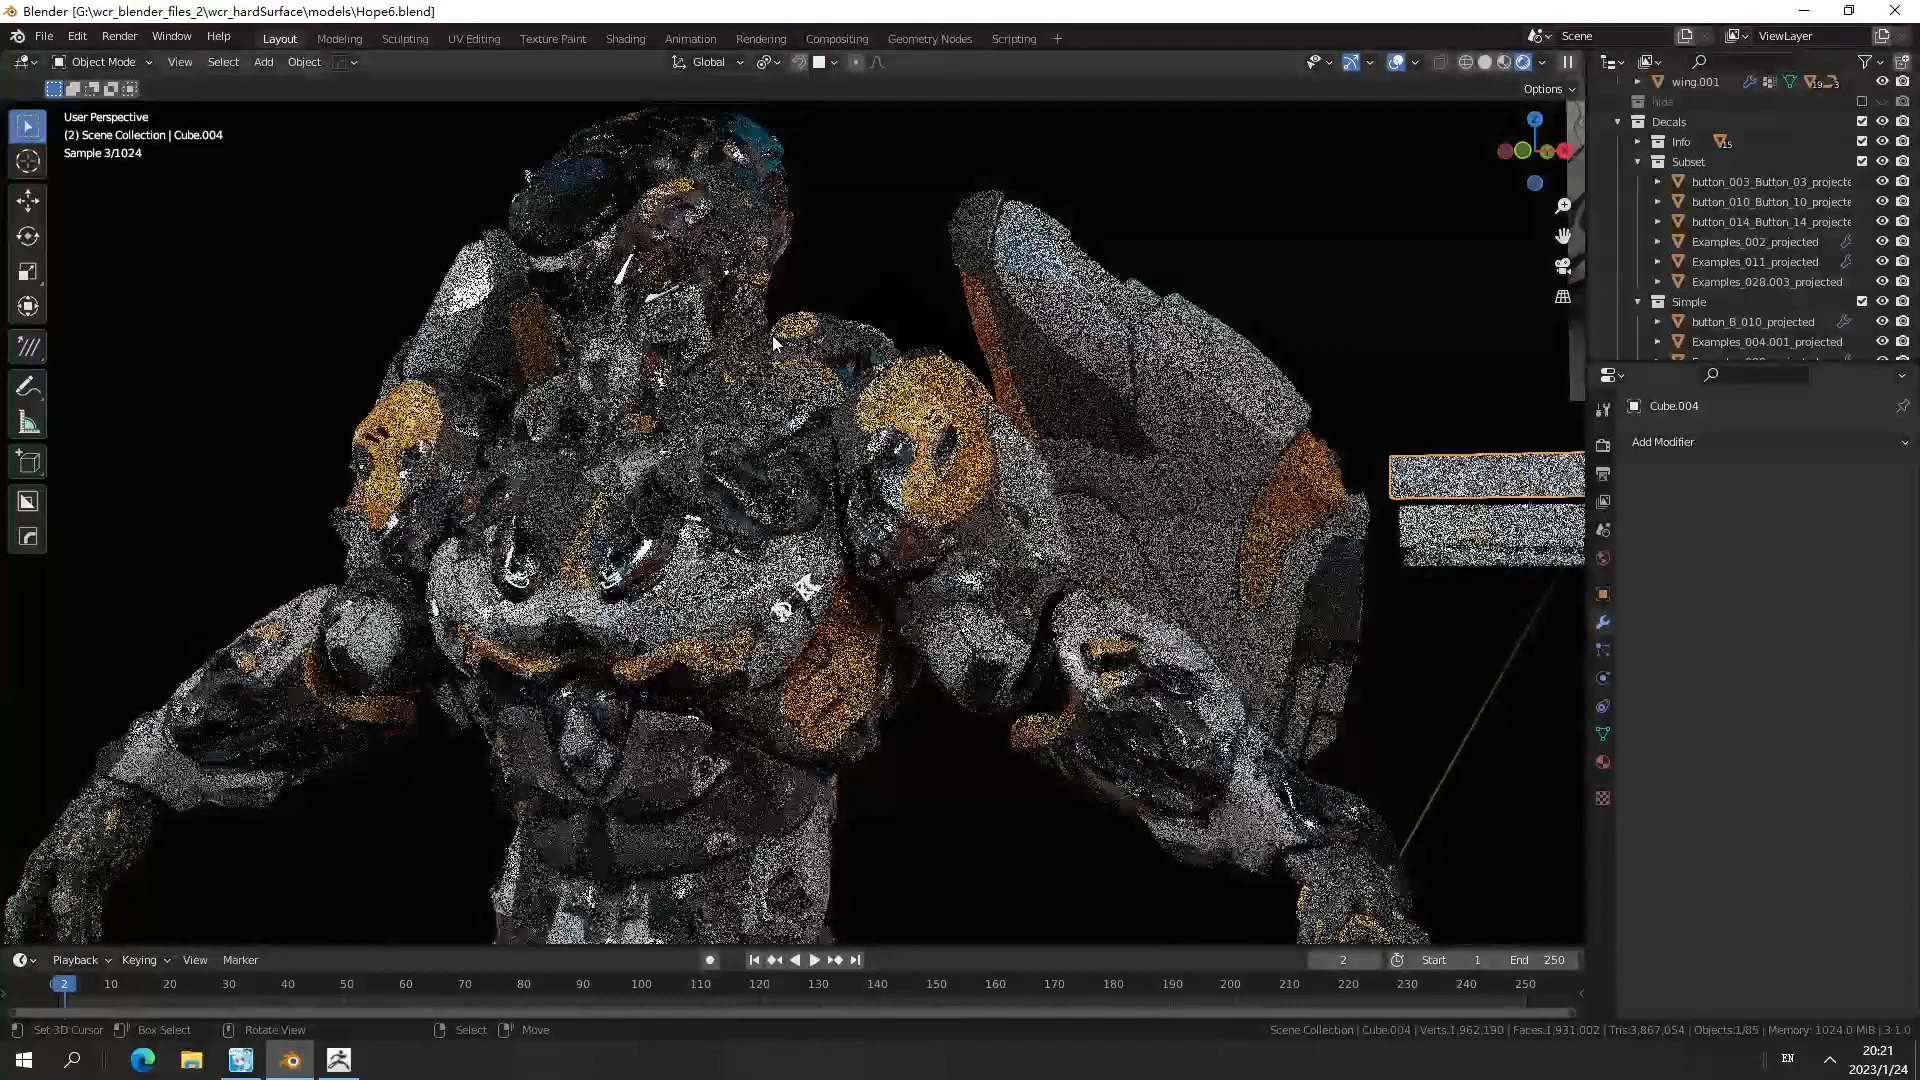 Blender [G:\wcr_blender_files_2\wcr_hardSurface\models\Hope6.blend]
File Edit Render Window Help Layout Modeling Sculpting UV Editing Texture Paint Shading Animation Rendering Compositing Geometry Nodes Scripting + Scene ViewLayer
Object Mode View Select Add Object Global
Options
User Perspective
(2) Scene Collection | Cube.004
Sample 3/1024
wing.001 19 3
hide
Decals
Info 15
Subset
button_003_Button_03_projecte
button_010_Button_10_projecte
button_014_Button_14_projecte
Examples_002_projected
Examples_011_projected
Examples_028.003_projected
Simple
button_B_010_projected
Examples_004.001_projected
Cube.004
Add Modifier
Playback Keying View Marker 2 Start 1 End 250
2 10 20 30 40 50 60 70 80 90 100 110 120 130 140 150 160 170 180 190 200 210 220 230 240 250
Set 3D Cursor Box Select Rotate View Select Move Scene Collection | Cube.004 | Verts:1,962,190 | Faces:1,931,002 | Tris:3,867,054 | Objects:1/85 | Memory: 1024.0 MiB | 3.1.0
EN
20:21
2023/1/24